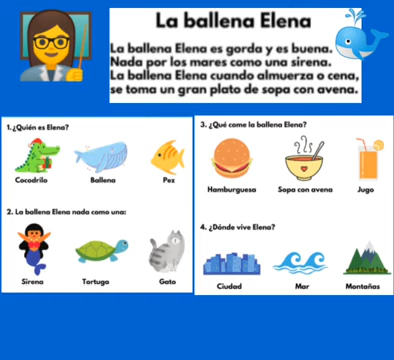 La ballena Elena
La ballena Elena es gorda y es buena.
Nada por los mares como una sirena.
La ballena Elena cuando almuerza o cena,
se toma un gran plato de sopa con avena.
1.¿Quién es Elena?
Cocodrilo Ballena Pez
2. La ballena Elena nada como una:
Sirena Tortuga Gato
3. ¿Qué come la ballena Elena?
Hamburguesa Sopa con avena Jugo
4. ¿Dónde vive Elena?
Ciudad Mar Montañas